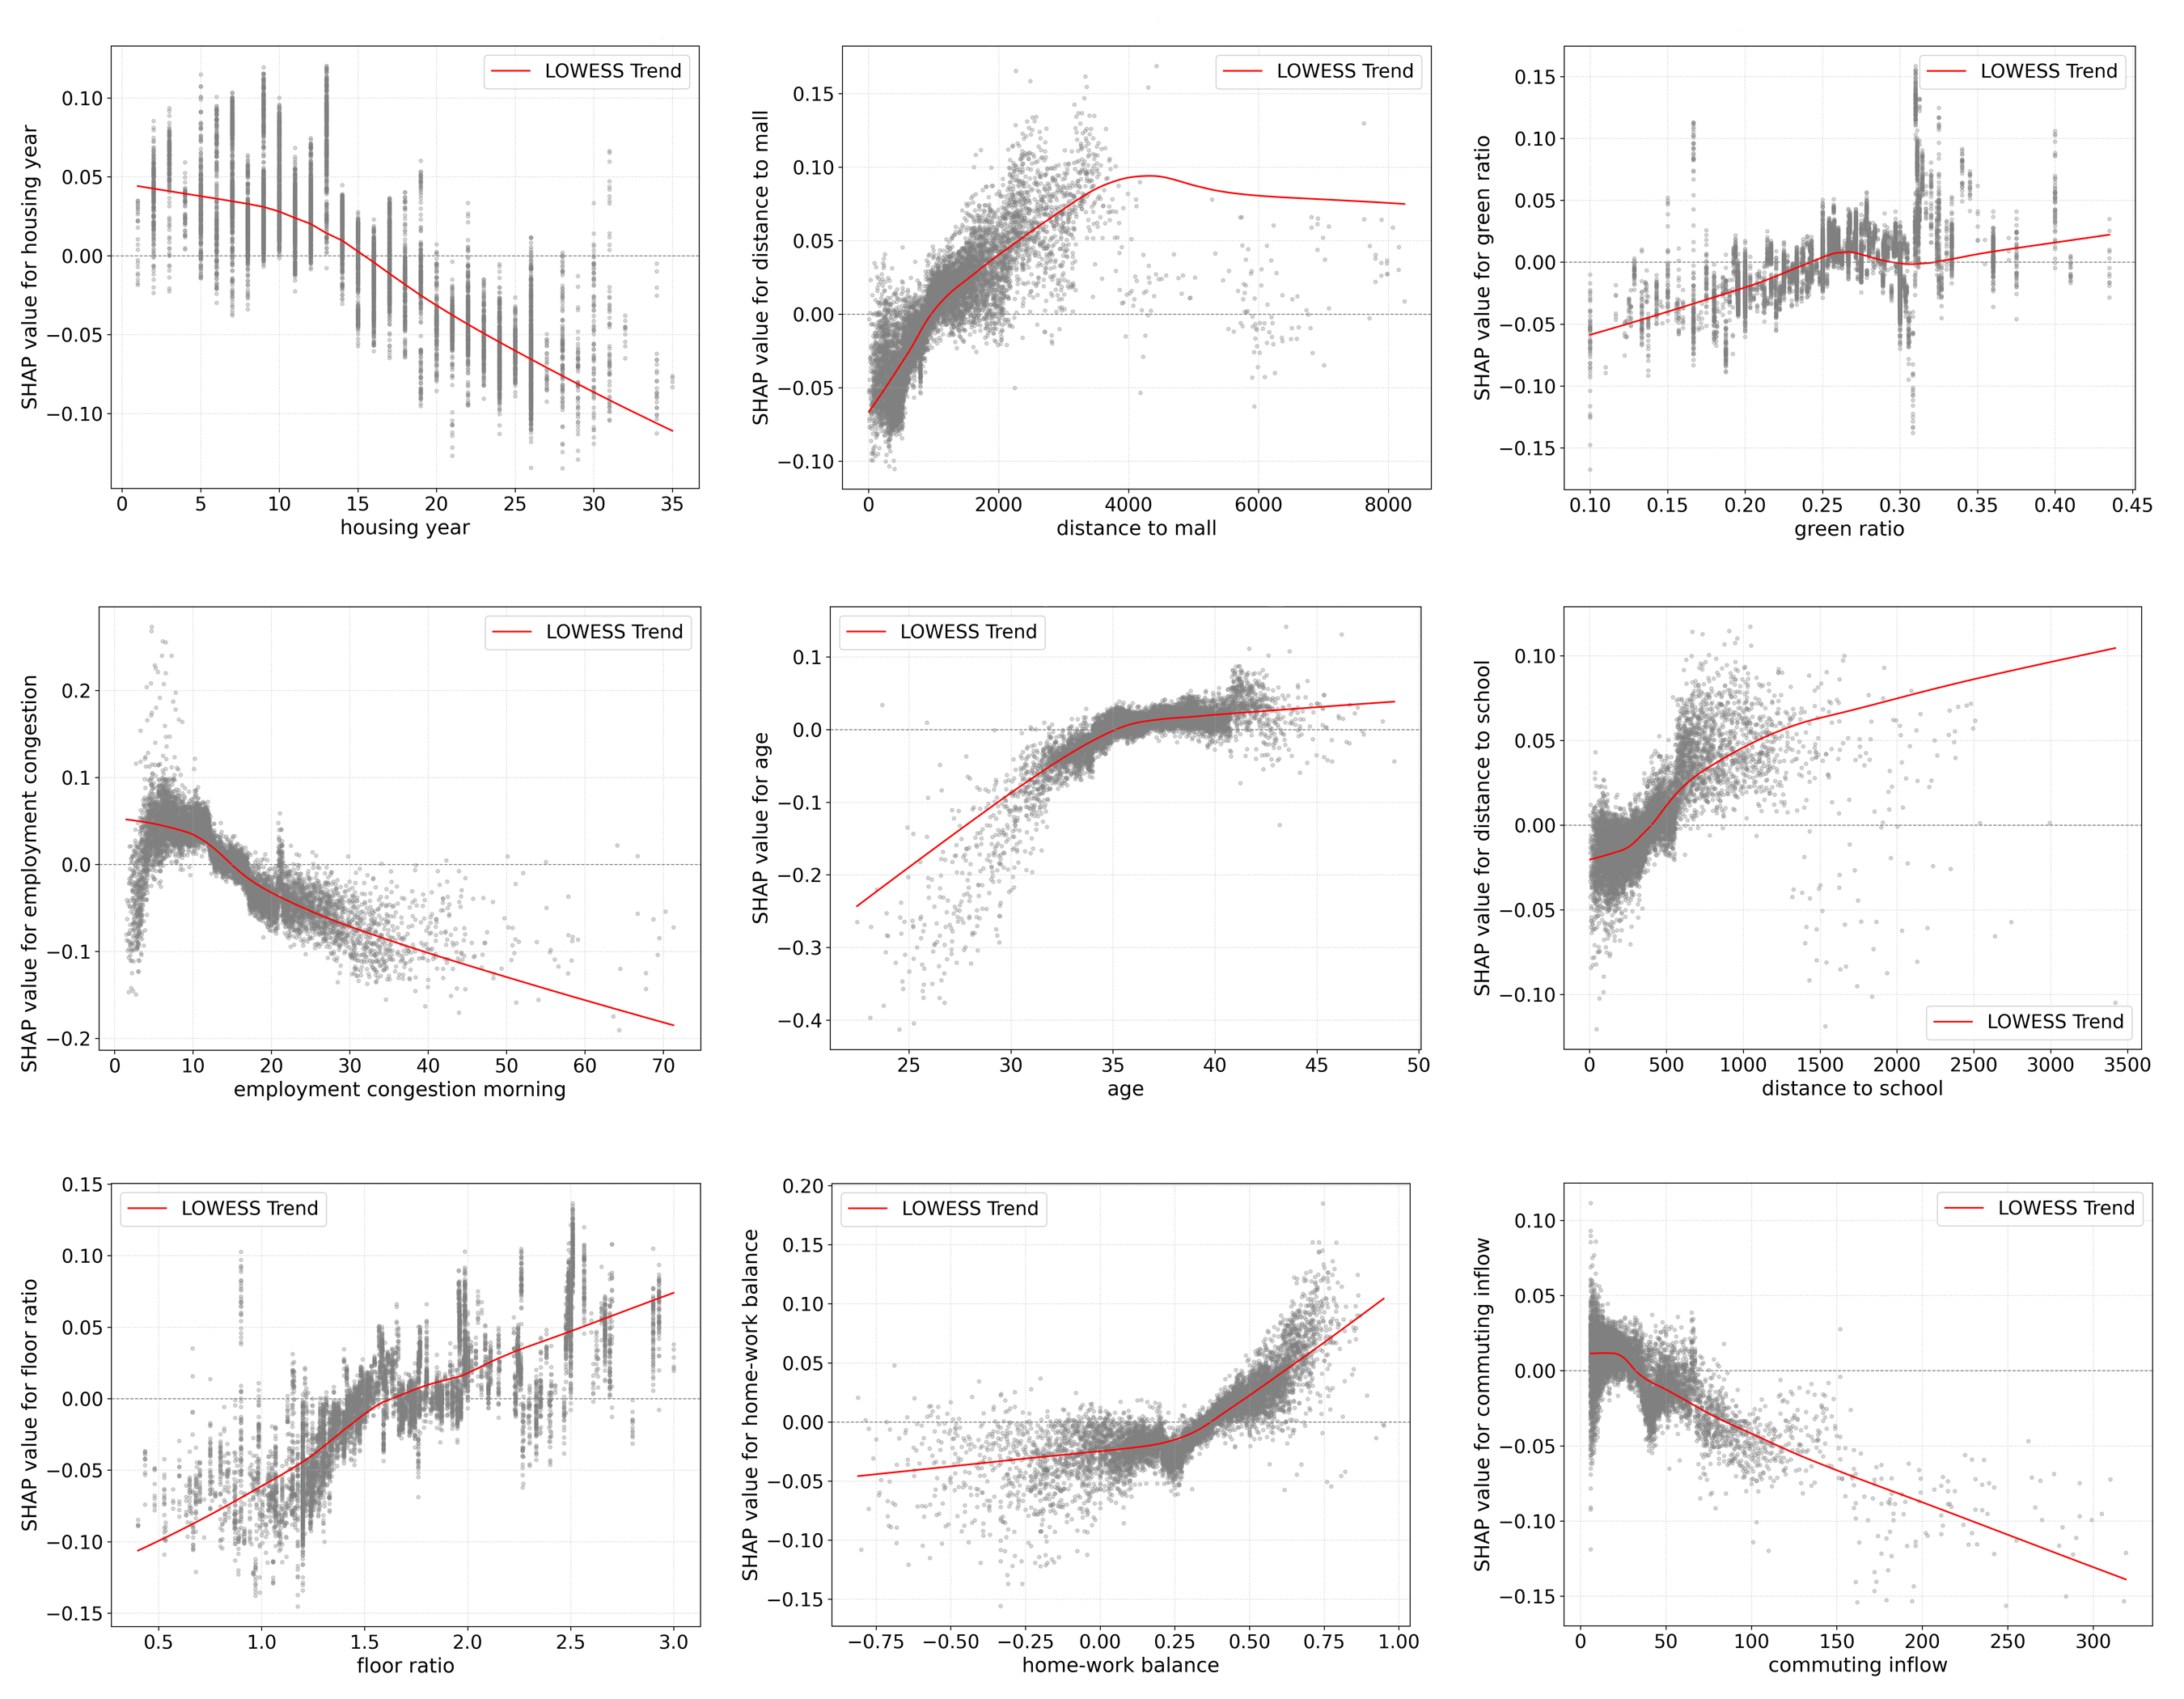 LOWESS Trend
SHAP value for housing year
0.10
0.05
0.00
−0.05
−0.10
0 5 10 15 20 25 30 35
housing year
LOWESS Trend
SHAP value for distance to mall
0.15
0.10
0.05
0.00
−0.05
−0.10
0 2000 4000 6000 8000
distance to mall
LOWESS Trend
SHAP value for green ratio
0.15
0.10
0.05
0.00
−0.05
−0.10
−0.15
0.10 0.15 0.20 0.25 0.30 0.35 0.40 0.45
green ratio
LOWESS Trend
SHAP value for employment congestion
0.2
0.1
0.0
−0.1
−0.2
0 10 20 30 40 50 60 70
employment congestion morning
LOWESS Trend
SHAP value for age
0.1
0.0
−0.1
−0.2
−0.3
−0.4
25 30 35 40 45 50
age
LOWESS Trend
SHAP value for distance to school
0.10
0.05
0.00
−0.05
−0.10
0 500 1000 1500 2000 2500 3000 3500
distance to school
LOWESS Trend
SHAP value for floor ratio
0.15
0.10
0.05
0.00
−0.05
−0.10
−0.15
0.5 1.0 1.5 2.0 2.5 3.0
floor ratio
LOWESS Trend
SHAP value for home-work balance
0.20
0.15
0.10
0.05
0.00
−0.05
−0.10
−0.15
−0.75 −0.50 −0.25 0.00 0.25 0.50 0.75 1.00
home-work balance
LOWESS Trend
SHAP value for commuting inflow
0.10
0.05
0.00
−0.05
−0.10
−0.15
0 50 100 150 200 250 300
commuting inflow